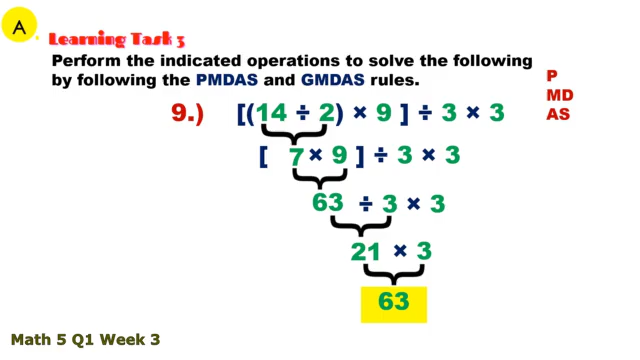 A
Learning Task 3
Perform the indicated operations to solve the following
by following the PMDAS and GMDAS rules.
P
MD
AS
9.) [(14 ÷ 2) × 9 ] ÷ 3 × 3
[ 7 × 9 ] ÷ 3 × 3
63 ÷ 3 × 3
21 × 3
63
Math 5 Q1 Week 3